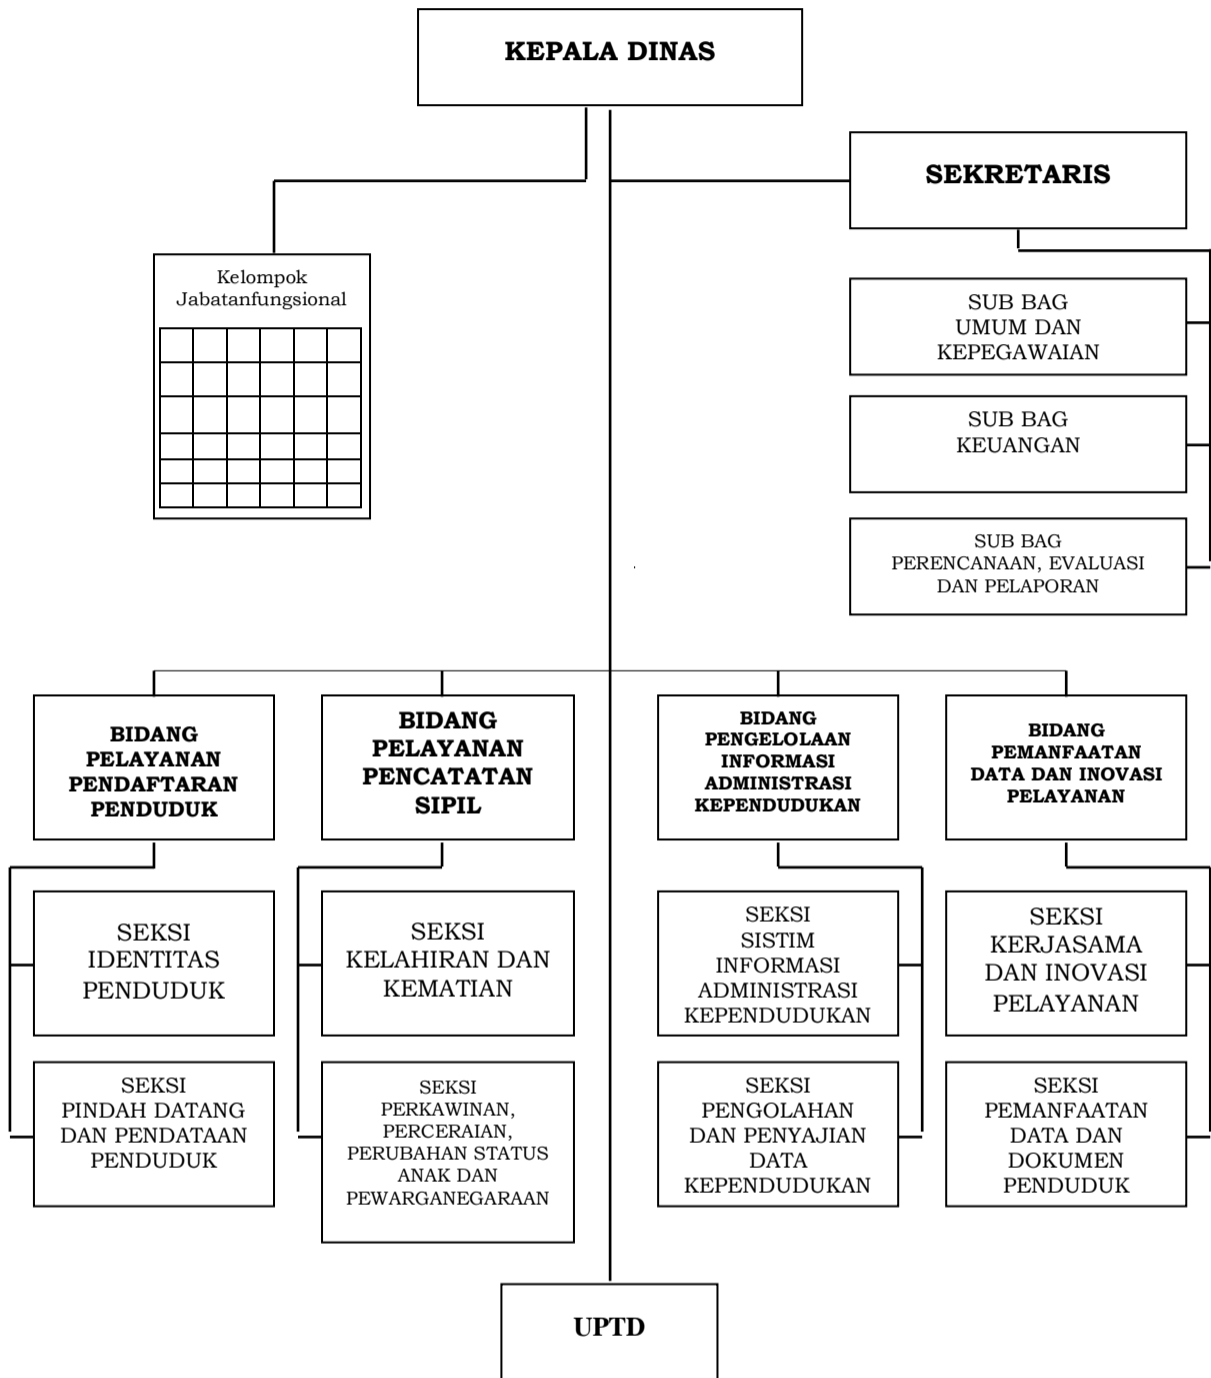 KEPALA DINAS
SEKRETARIS
Kelompok
Jabatanfungsional
SUB BAG
UMUM DAN
KEPEGAWAIAN
SUB BAG
KEUANGAN
SUB BAG
PERENCANAAN, EVALUASI
DAN PELAPORAN
BIDANG
PELAYANAN
PENDAFTARAN
PENDUDUK
BIDANG
PELAYANAN
PENCATATAN
SIPIL
BIDANG
PENGELOLAAN
INFORMASI
ADMINISTRASI
KEPENDUDUKAN
BIDANG
PEMANFAATAN
DATA DAN INOVASI
PELAYANAN
SEKSI
IDENTITAS
PENDUDUK
SEKSI
KELAHIRAN DAN
KEMATIAN
SEKSI
SISTIM
INFORMASI
ADMINISTRASI
KEPENDUDUKAN
SEKSI
KERJASAMA
DAN INOVASI
PELAYANAN
SEKSI
PINDAH DATANG
DAN PENDATAAN
PENDUDUK
SEKSI
PERKAWINAN,
PERCERAIAN,
PERUBAHAN STATUS
ANAK DAN
PEWARGANEGARAAN
SEKSI
PENGOLAHAN
DAN PENYAJIAN
DATA
KEPENDUDUKAN
SEKSI
PEMANFAATAN
DATA DAN
DOKUMEN
PENDUDUK
UPTD